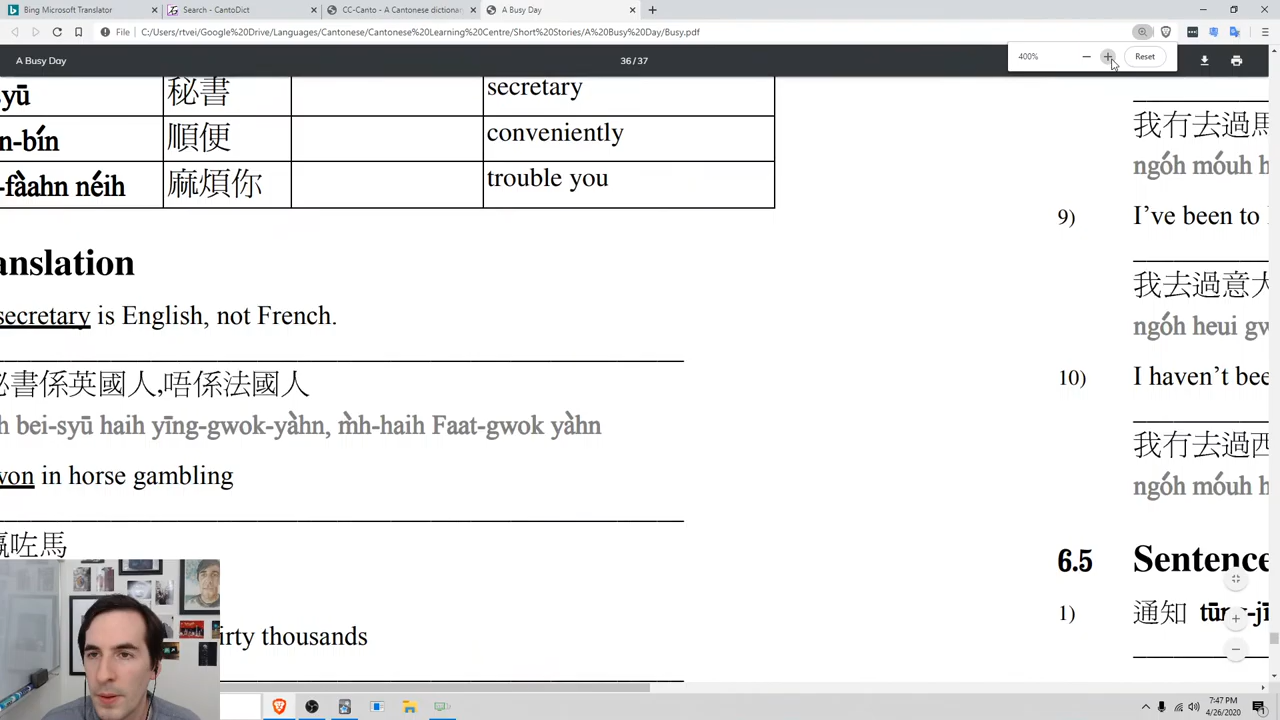 Bing Microsoft Translator
Search - CantoDict
CC-Canto - A Cantonese dictionar
A Busy Day
File
C:/Users/rtvei/Google%20Drive/Languages/Cantonese/Cantonese%20Learning%20Centre/Short%20Stories/A%20Busy%20Day/Busy.pdf
A Busy Day
36 / 37
400%
Reset
yū
秘書
secretary
n-bín
順便
conveniently
-fàahn néih
麻煩你
trouble you
anslation
secretary is English, not French.
書係英國人,唔係法國人
h bei-syū haih yīng-gwok-yàhn, m̀h-haih Faat-gwok yàhn
von in horse gambling
贏咗馬
irty thousands
我冇去過馬
ngóh móuh h
9)
I've been to
我去過意大
ngóh heui gw
10)
I haven't bee
我冇去過西
ngóh móuh h
6.5
Sentence
1)
通知 tūng-jī
7:47 PM
4/26/2020